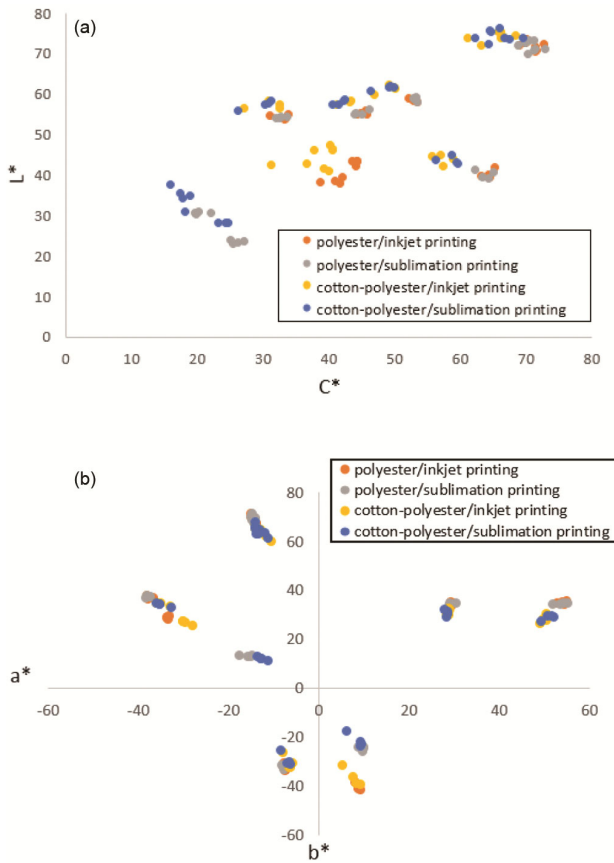 (a)
80
70
60
50
40
30
20
10
0
L*
polyester/inkjet printing
polyester/sublimation printing
cotton-polyester/inkjet printing
cotton-polyester/sublimation printing
0 10 20 30 40 50 60 70 80
C*
(b)
polyester/inkjet printing
polyester/sublimation printing
cotton-polyester/inkjet printing
cotton-polyester/sublimation printing
80
60
40
20
0
a*
-60 -40 -20 0 20 40 60
-20
-40
-60
b*